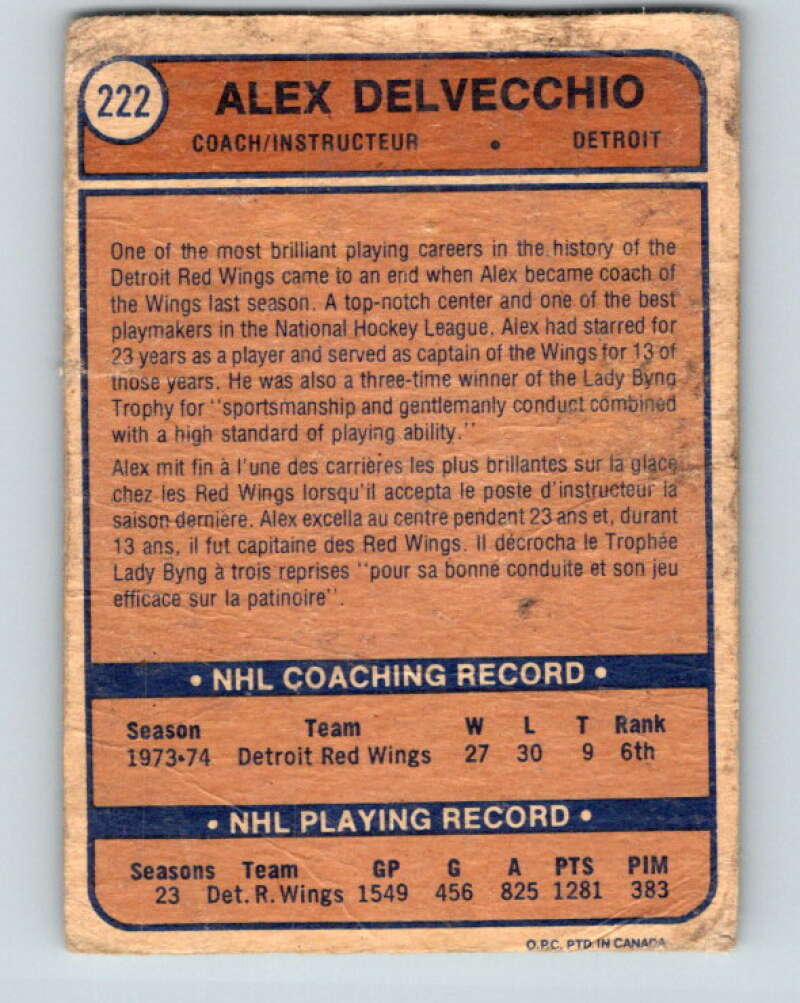 222
ALEX DELVECCHIO
COACH/INSTRUCTEUR • DETROIT
One of the most brilliant playing careers in the history of the
Detroit Red Wings came to an end when Alex became coach of
the Wings last season. A top-notch center and one of the best
playmakers in the National Hockey League. Alex had starred for
23 years as a player and served as captain of the Wings for 13 of
those years. He was also a three-time winner of the Lady Byng
Trophy for "sportsmanship and gentlemanly conduct combined
with a high standard of playing ability."
Alex mit fin à l'une des carrières les plus brillantes sur la glace
chez les Red Wings lorsqu'il accepta le poste d'instructeur la
saison dernière. Alex excella au centre pendant 23 ans et, durant
13 ans, il fut capitaine des Red Wings. Il décrocha le Trophée
Lady Byng à trois reprises "pour sa bonne conduite et son jeu
efficace sur la patinoire".
• NHL COACHING RECORD •
Season Team W L T Rank
1973-74 Detroit Red Wings 27 30 9 6th
• NHL PLAYING RECORD •
Seasons Team GP G A PTS PIM
23 Det. R. Wings 1549 456 825 1281 383
O.P.C. PTD IN CANADA